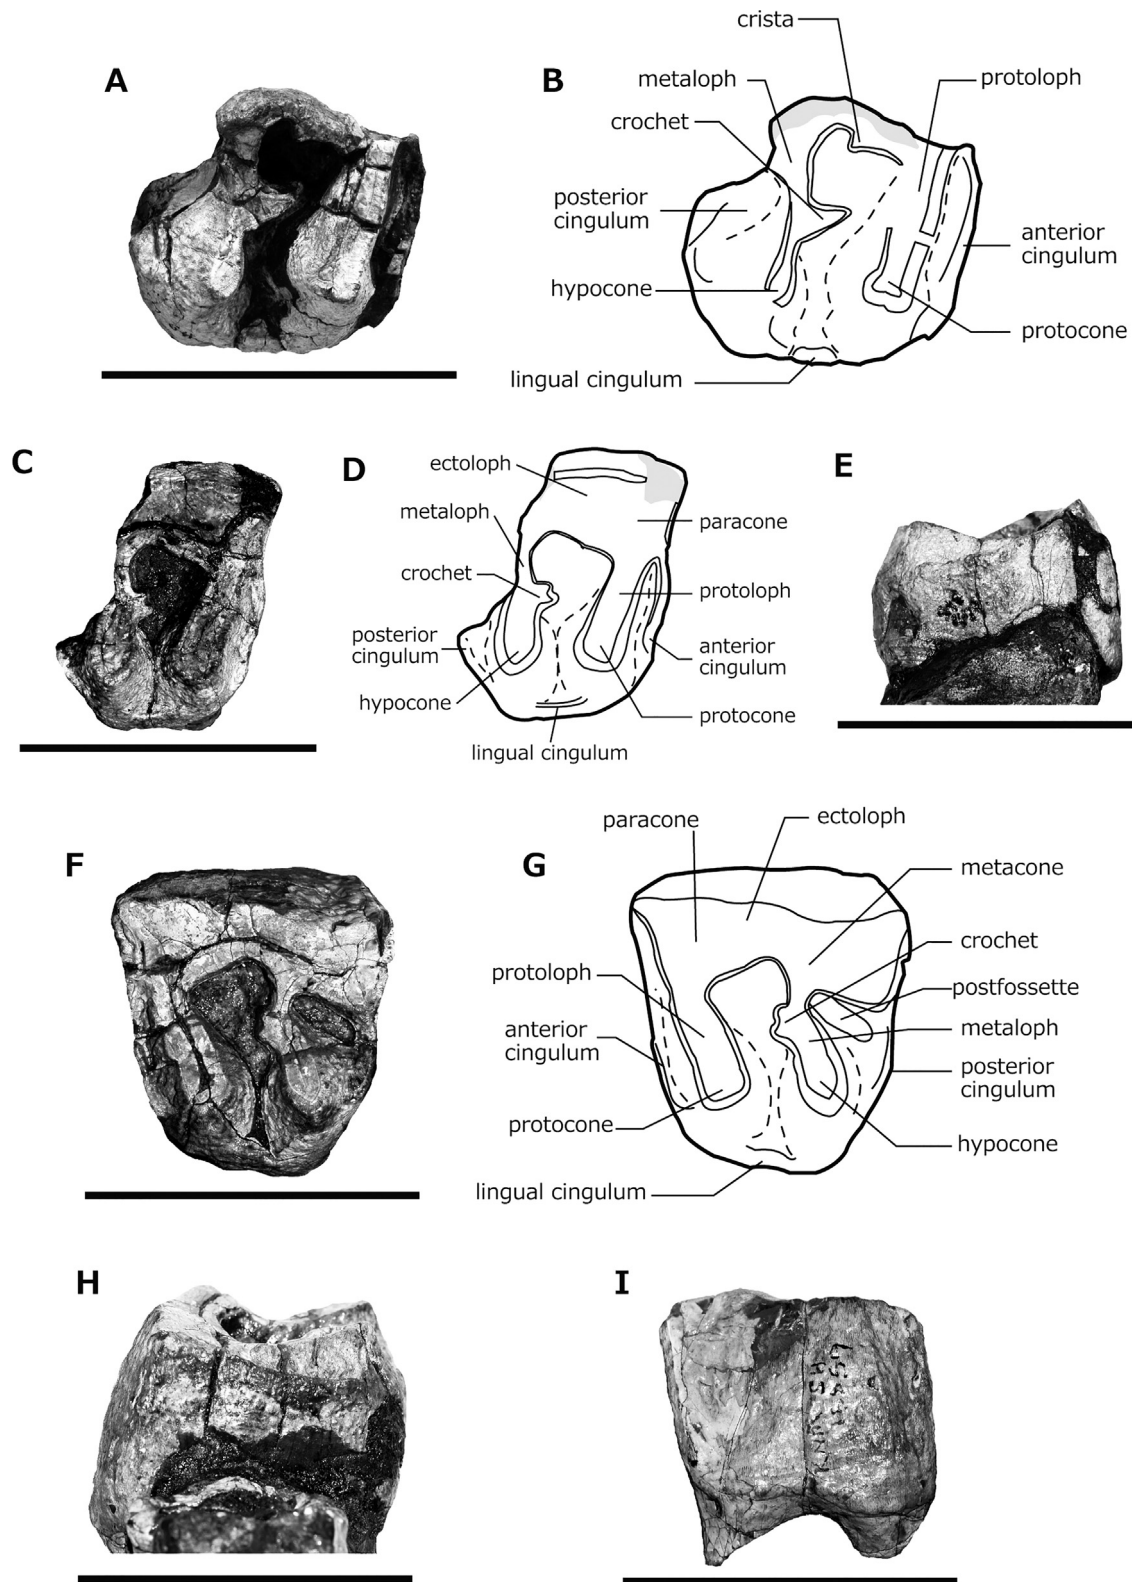 A
B
crista
metaloph
protoloph
crochet
posterior
cingulum
anterior
cingulum
hypocone
protocone
lingual cingulum
C
D
E
ectoloph
metaloph
paracone
crochet
protoloph
posterior
cingulum
anterior
cingulum
hypocone
protocone
lingual cingulum
F
G
paracone
ectoloph
metacone
crochet
protoloph
postfossette
anterior
cingulum
metaloph
posterior
cingulum
protocone
hypocone
lingual cingulum
H
I